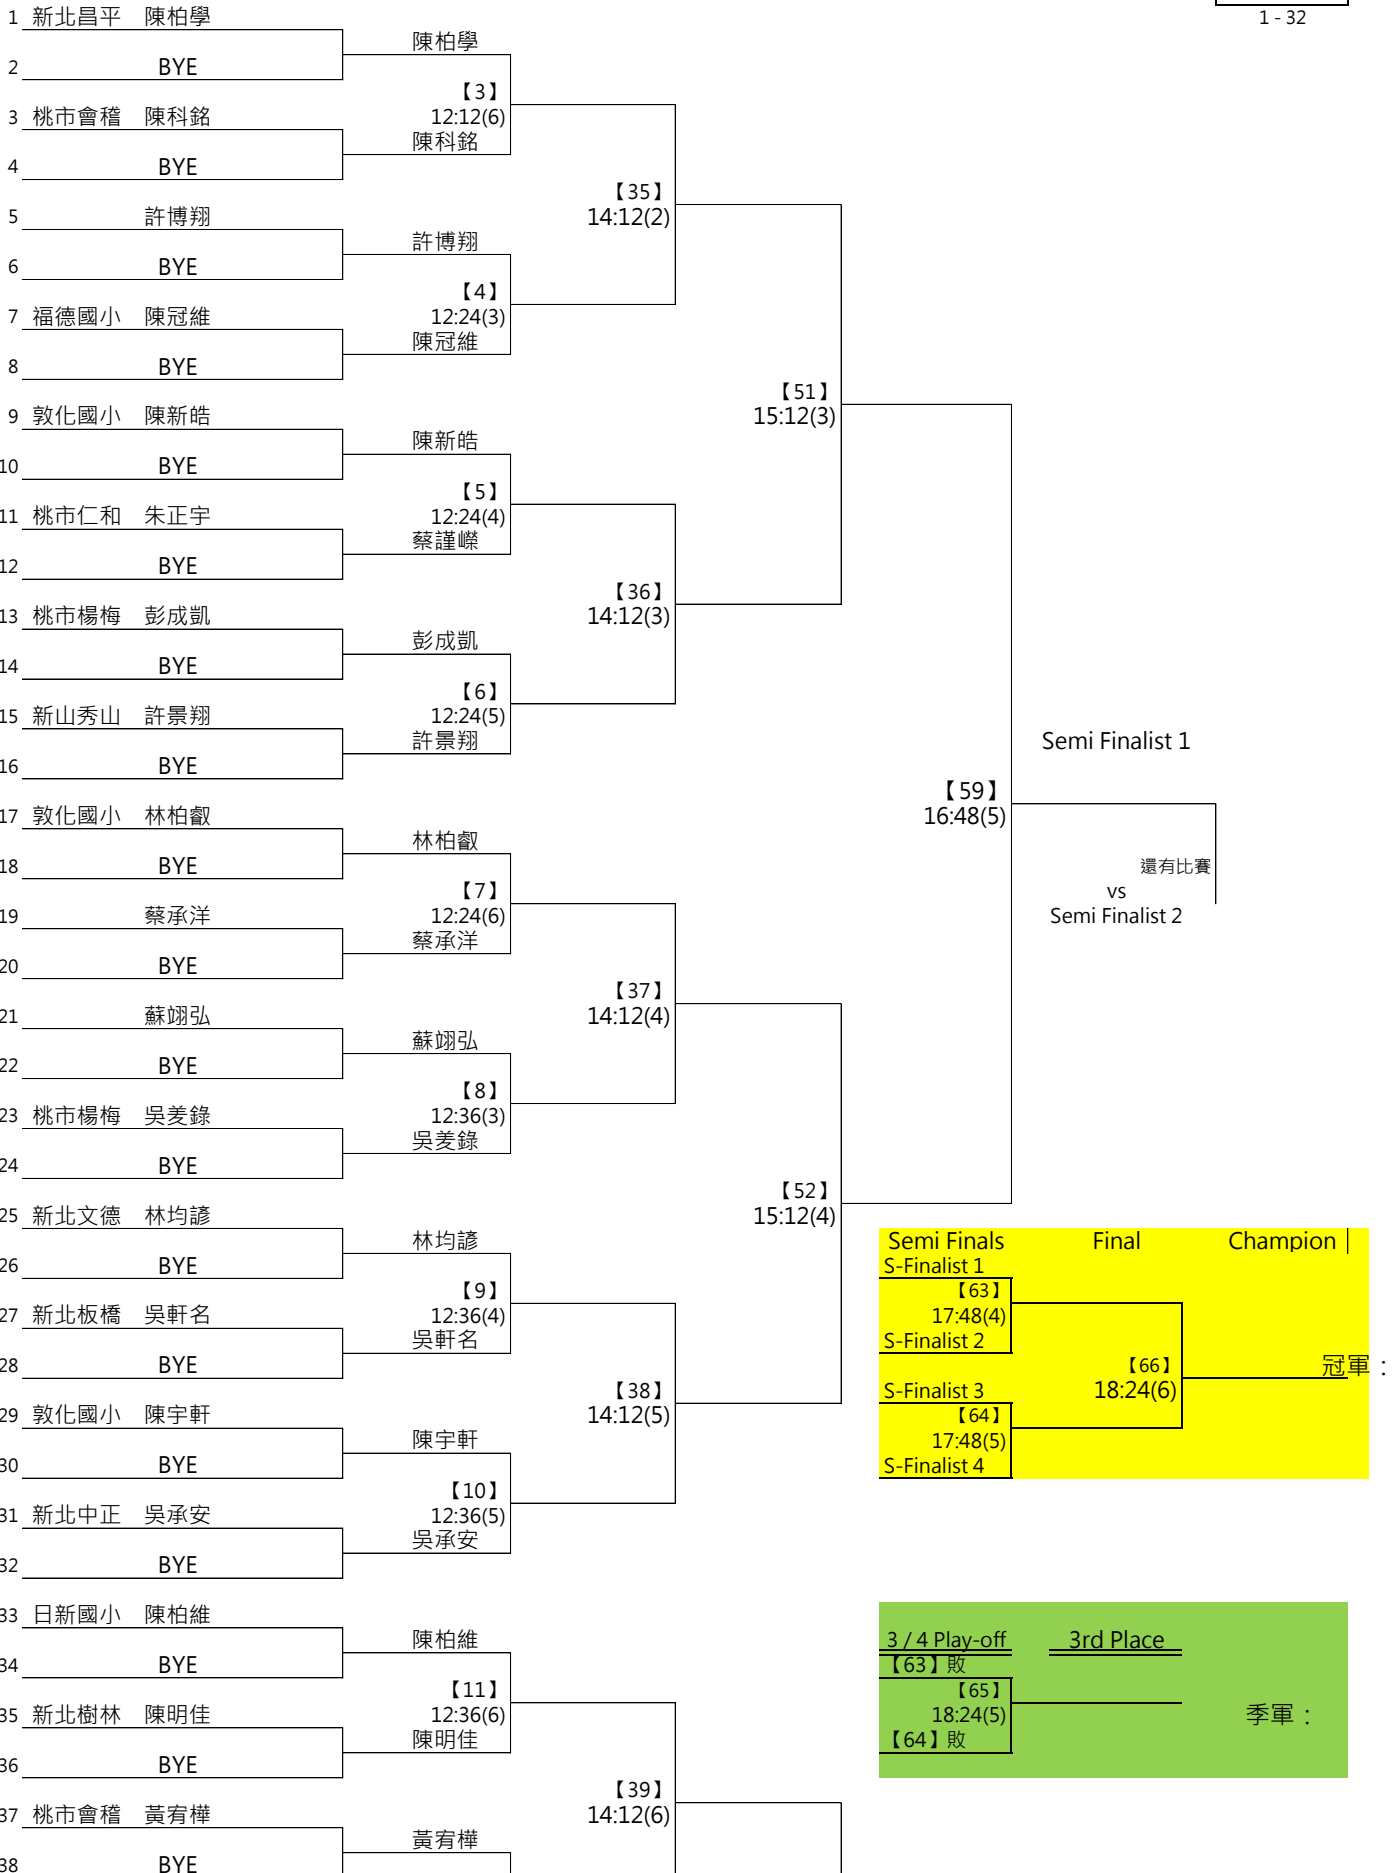 1 - 32
1 新北昌平 陳柏學
陳柏學
2 BYE
【3】
3 桃市會稽 陳科銘 12:12(6)
陳科銘
4 BYE
【35】
5 許博翔 14:12(2)
許博翔
6 BYE
【4】
7 福德國小 陳冠維 12:24(3)
陳冠維
8 BYE
【51】
9 敦化國小 陳新皓 15:12(3)
陳新皓
10 BYE
【5】
11 桃市仁和 朱正宇 12:24(4)
蔡謹嶸
12 BYE
【36】
13 桃市楊梅 彭成凱 14:12(3)
彭成凱
14 BYE
【6】
15 新山秀山 許景翔 12:24(5)
許景翔 Semi Finalist 1
16 BYE
【59】
17 敦化國小 林柏叡 16:48(5)
林柏叡
18 BYE 還有比賽
【7】 vs
19 蔡承洋 12:24(6) Semi Finalist 2
蔡承洋
20 BYE
【37】
21 蘇翊弘 14:12(4)
蘇翊弘
22 BYE
【8】
23 桃市楊梅 吳羑錄 12:36(3)
吳羑錄
24 BYE
【52】
25 新北文德 林均諺 15:12(4)
林均諺 Semi Finals Final Champion
26 BYE S-Finalist 1
【9】 【63】
27 新北板橋 吳軒名 12:36(4) 17:48(4)
吳軒名 S-Finalist 2
28 BYE 【66】 冠軍：
【38】 S-Finalist 3 18:24(6)
29 敦化國小 陳宇軒 14:12(5) 【64】
陳宇軒 17:48(5)
30 BYE S-Finalist 4
【10】
31 新北中正 吳承安 12:36(5)
吳承安
32 BYE
33 日新國小 陳柏維
陳柏維 3 / 4 Play-off 3rd Place
34 BYE 【63】敗
【11】 【65】
35 新北樹林 陳明佳 12:36(6) 18:24(5) 季軍：
陳明佳 【64】敗
36 BYE
【39】
37 桃市會稽 黃宥樺 14:12(6)
黃宥樺
38 BYE